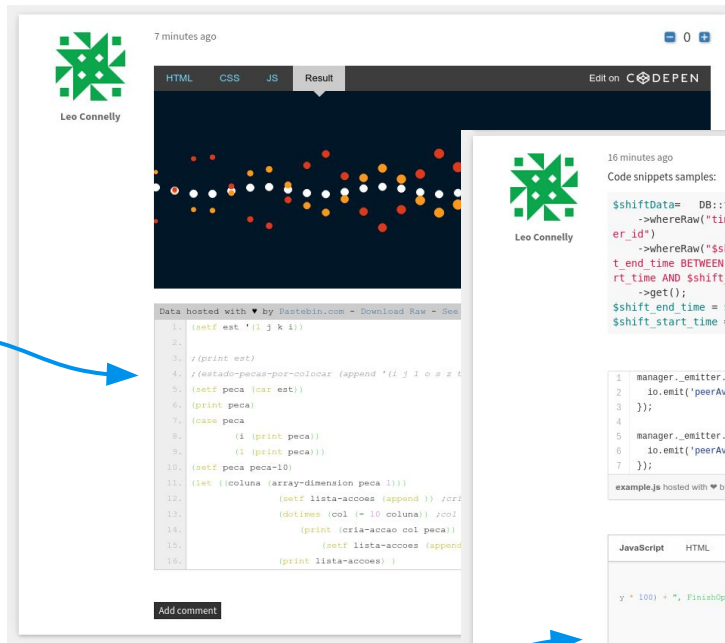 7 minutes ago
0
Leo Connelly
HTML CSS JS Result
Edit on CODEPEN
Data hosted with ♥ by Pastebin.com - Download Raw - See
1. (setf est '(l j k i))
2.
3. ;(print est)
4. ;(estado-pecas-por-colocar (append '(i j l o s z t
5. (setf peca (car est))
6. (print peca)
7. (case peca
8. (i (print peca))
9. (l (print peca)))
10. (setf peca peca-l0)
11. (let ((coluna (array-dimension peca 1)))
12. (setf lista-accoes (append )) ;cri
13. (dotimes (col (- 10 coluna)) ;col
14. (print (cria-accao col peca))
15. (setf lista-accoes (append
16. (print lista-accoes) )
Add comment
Leo Connelly
16 minutes ago
Code snippets samples:
$shiftData= DB::
->whereRaw("ti
er_id")
->whereRaw("$s
t_end_time BETWEEN
rt_time AND $shift_
->get();
$shift_end_time =
$shift_start_time =
1 manager._emitter.
2 io.emit('peerAv
3 });
4
5 manager._emitter.
6 io.emit('peerAv
7 });
example.js hosted with ❤ b
JavaScript HTML
y * 100) + ", FinishOp